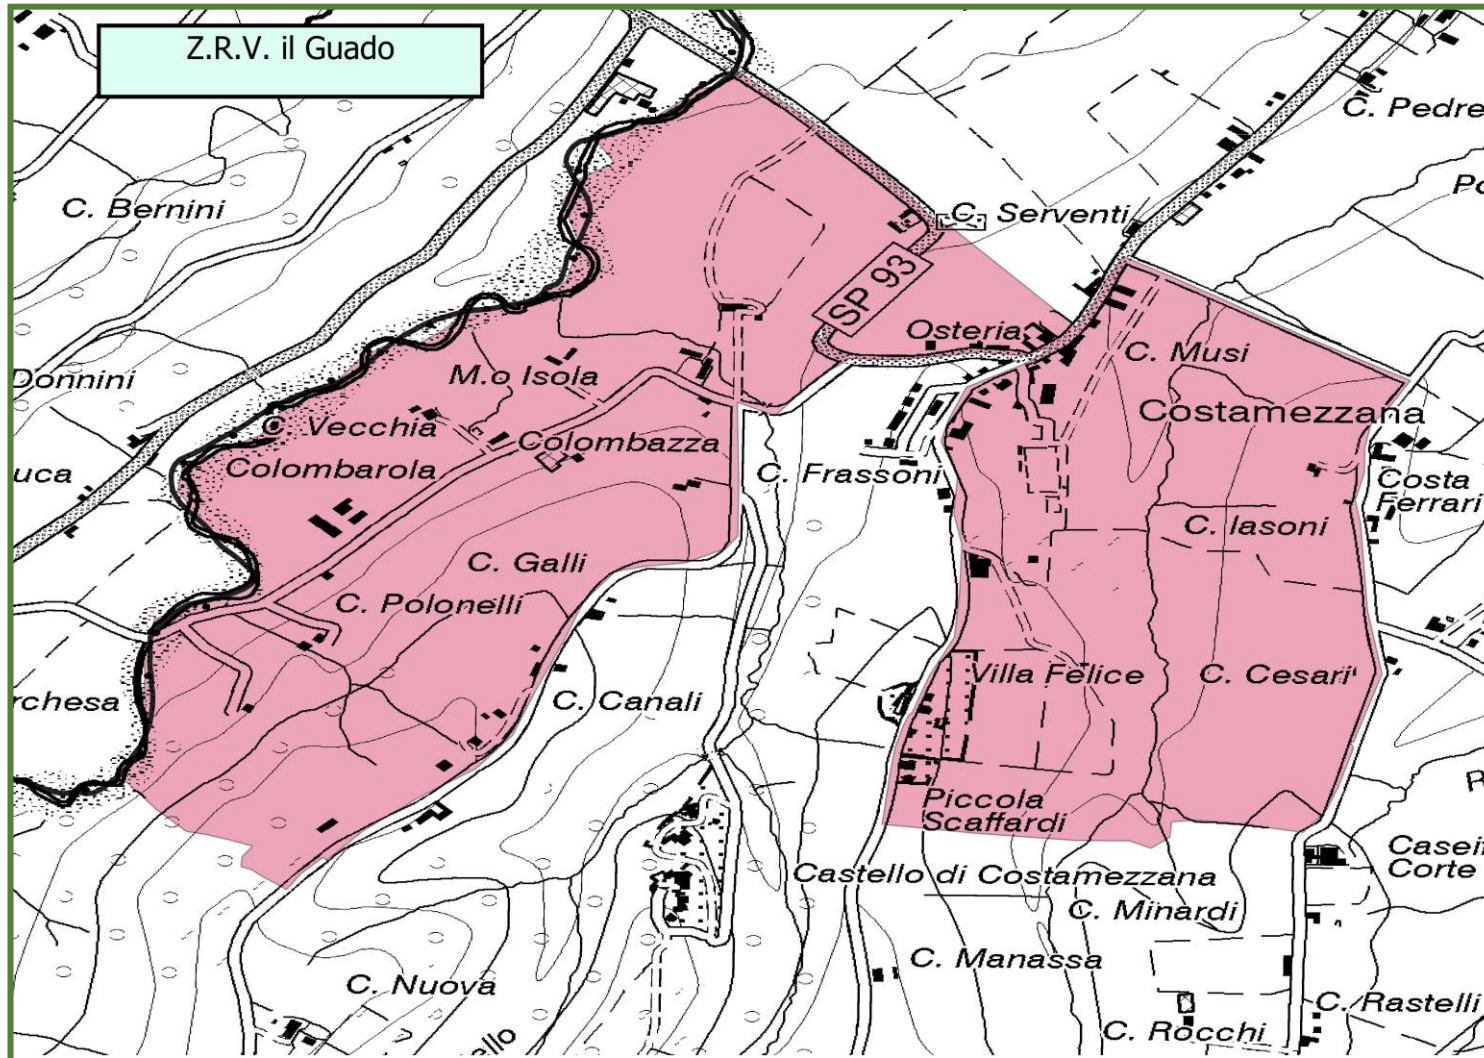 Z.R.V. il Guado
C. Pedre
C. Bernini
C. Serventi
Po
SP 93
Osteria
C. Musi
Donnini
M.o Isola
Costamezzana
C. Vecchia
Colombazza
Colombarola
C. Frassoni
uca
Costa
Ferrari
C. Iasoni
C. Galli
C. Polonelli
rchesa
C. Canali
Villa Felice
C. Cesari
Piccola
Scaffardi
R
Castello di Costamezzana
Casei
Corte
C. Minardi
C. Manassa
C. Nuova
C. Rastelli
C. Rocchi
ello